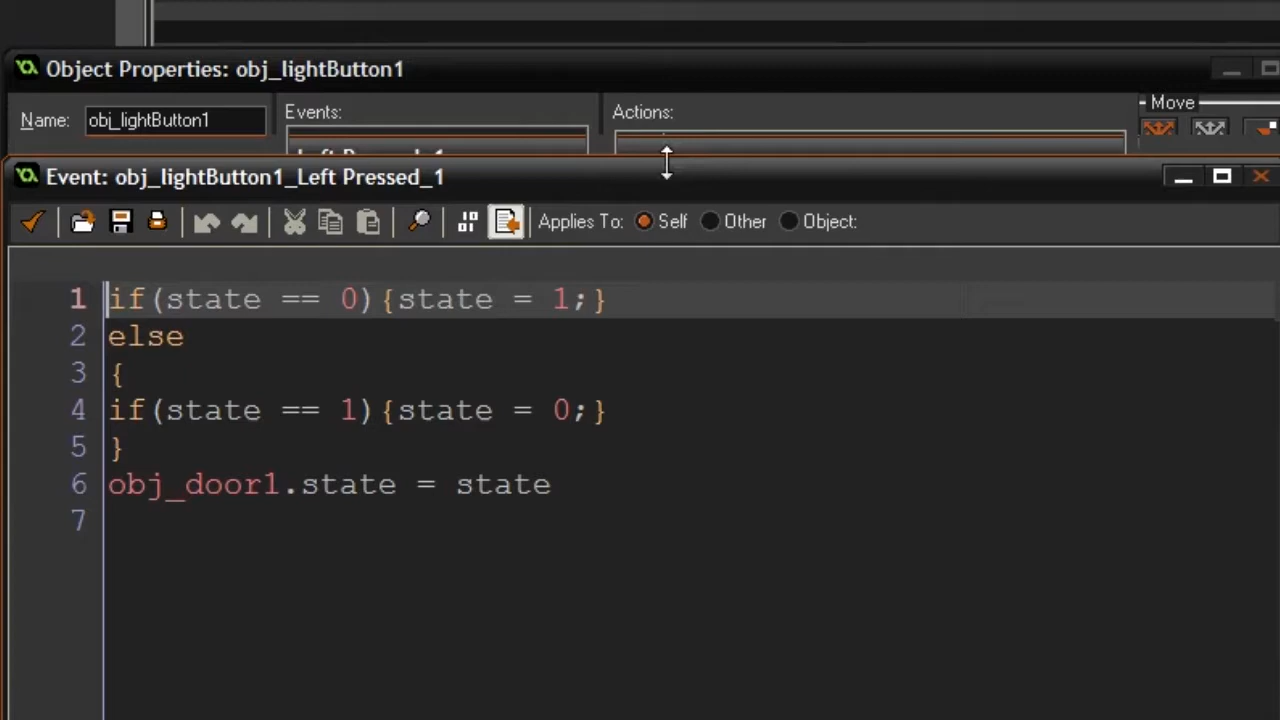 Object Properties: obj_lightButton1
Name: obj_lightButton1 Events: Actions: Move
Event: obj_lightButton1_Left Pressed_1
Applies To: Self Other Object:
1 if(state == 0){state = 1;}
2 else
3 {
4 if(state == 1){state = 0;}
5 }
6 obj_door1.state = state
7